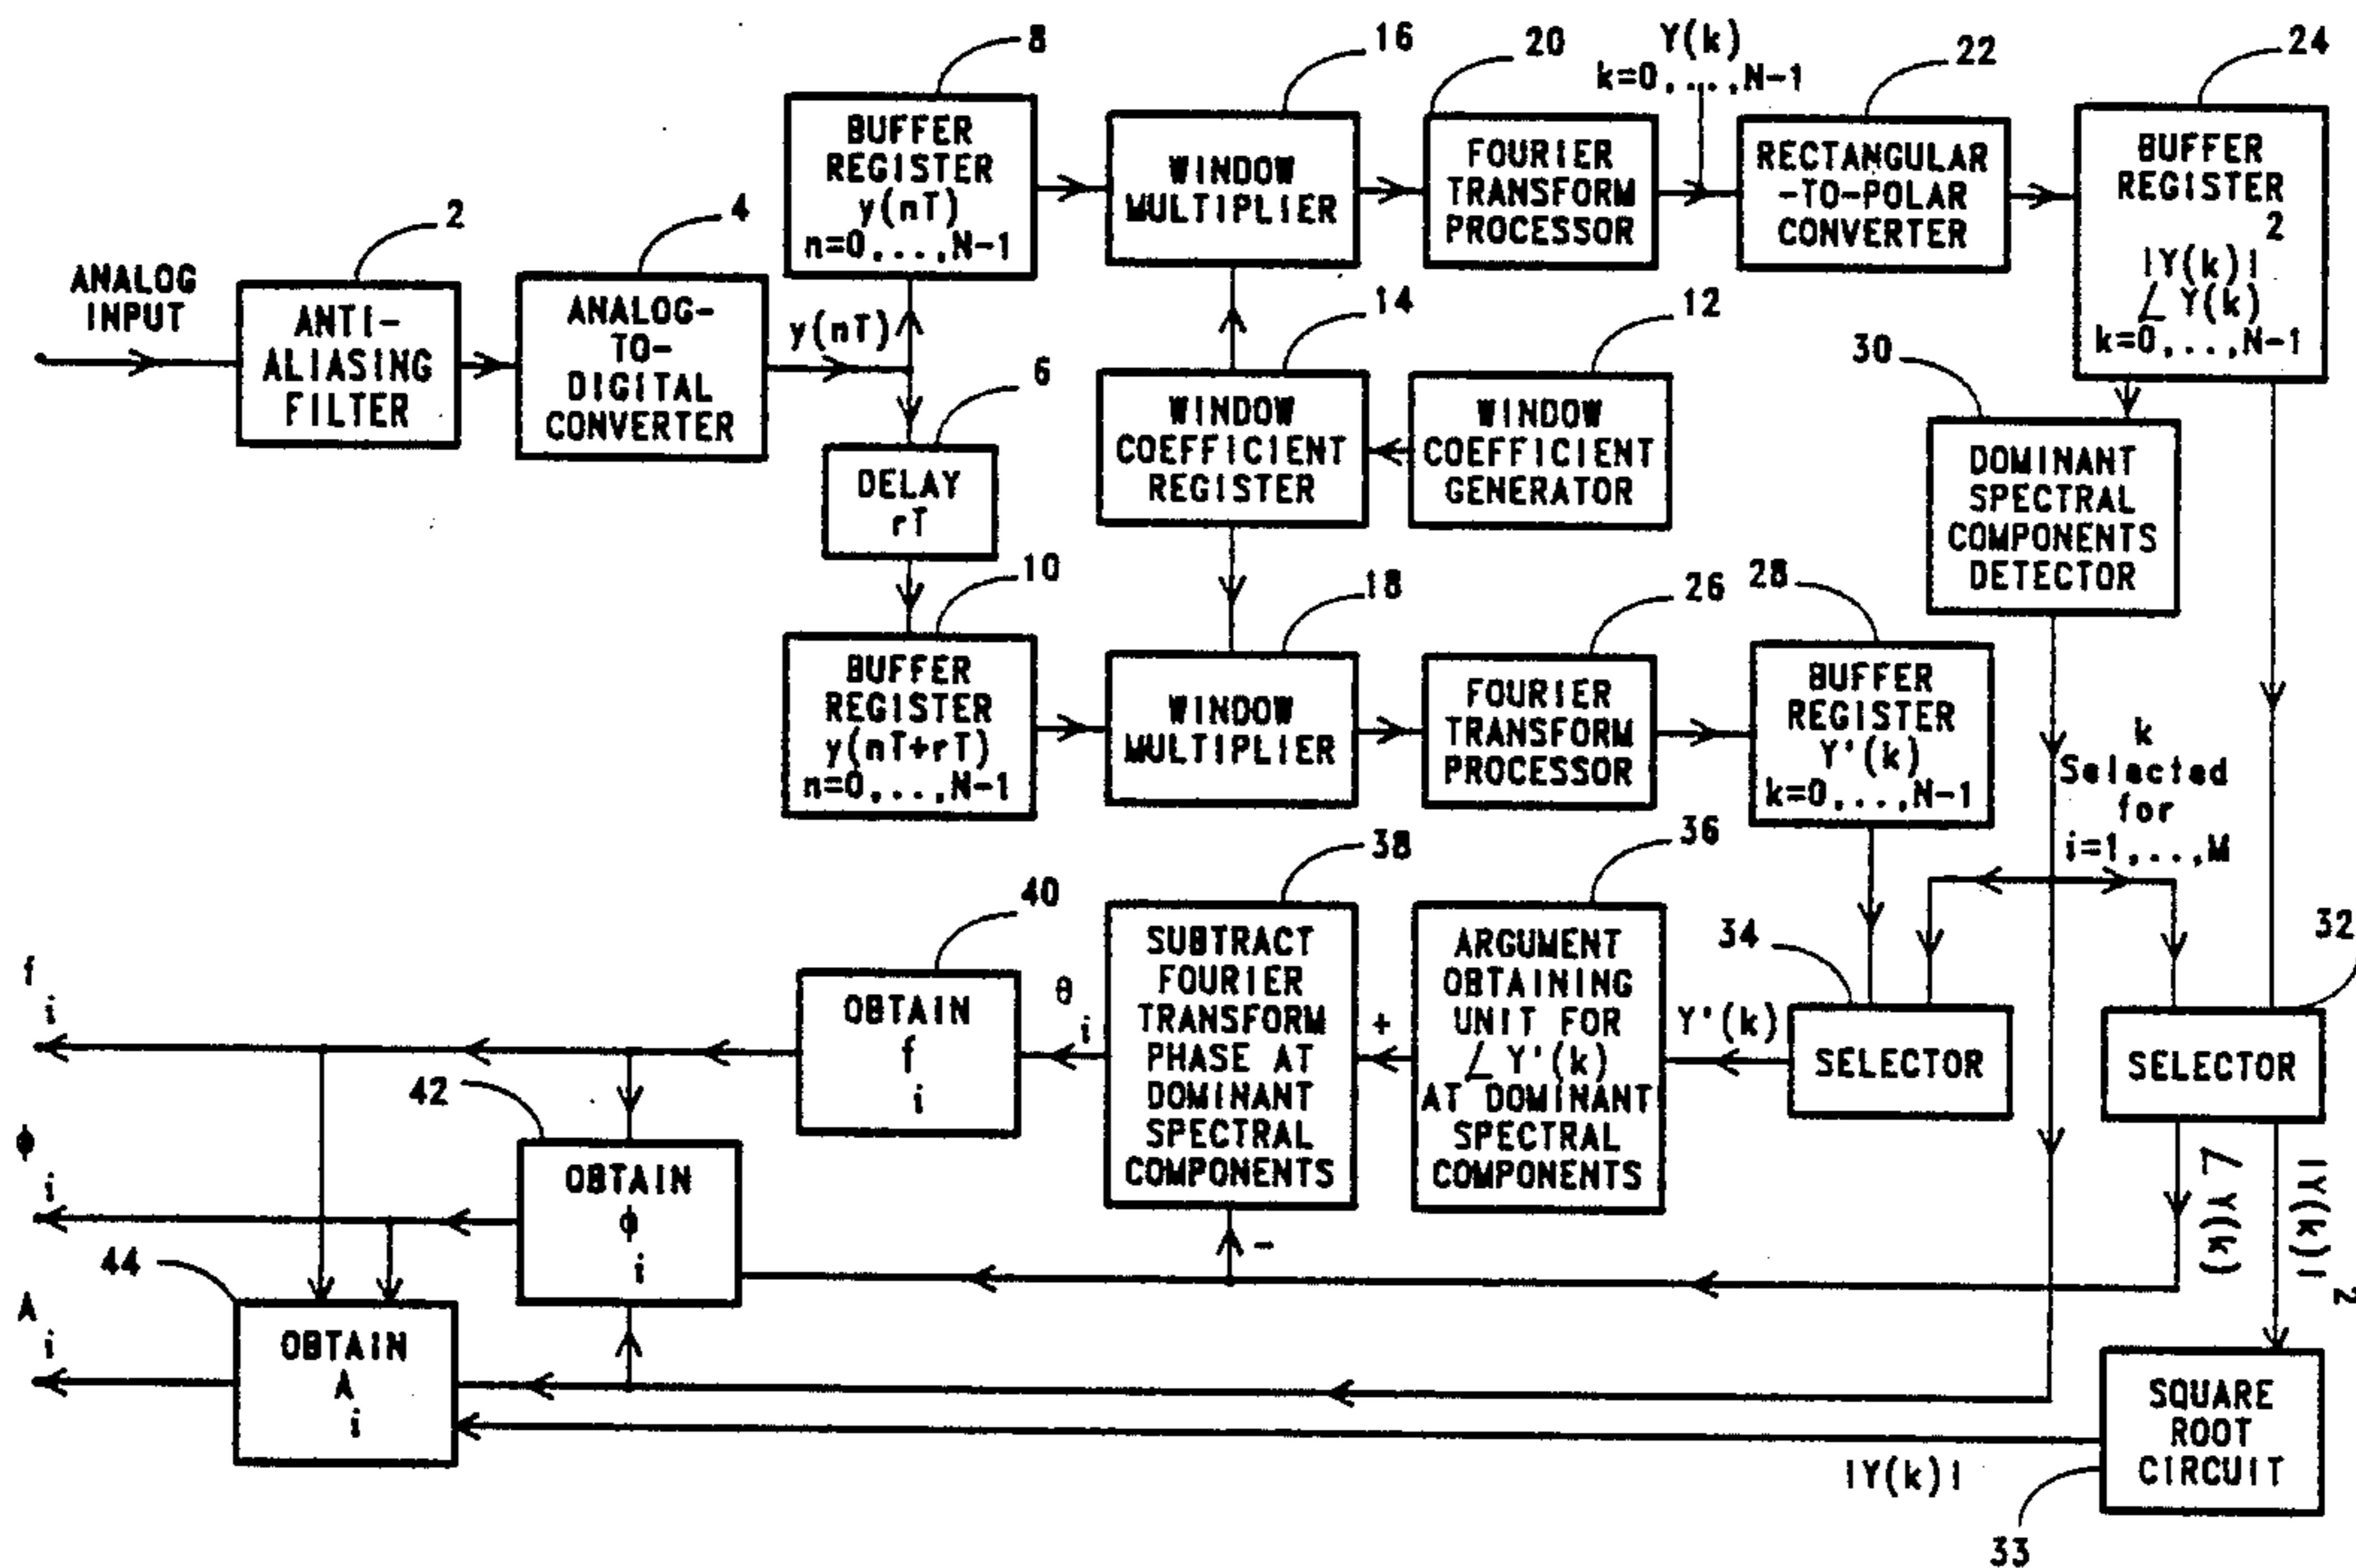 8
BUFFER
REGISTER
y(nT)
n=0,...,N-1
16
WINDOW
MULTIPLIER
20
FOURIER
TRANSFORM
PROCESSOR
Y(k)
k=0,...,N-1
22
RECTANGULAR
-TO-POLAR
CONVERTER
24
BUFFER
REGISTER
2
|Y(k)|
∠ Y(k)
k=0,..,N-1
ANALOG
INPUT
2
ANTI-
ALIASING
FILTER
4
ANALOG-
TO-
DIGITAL
CONVERTER
y(nT)
6
DELAY
rT
14
WINDOW
COEFFICIENT
REGISTER
12
WINDOW
COEFFICIENT
GENERATOR
30
DOMINANT
SPECTRAL
COMPONENTS
DETECTOR
10
BUFFER
REGISTER
y(nT+rT)
n=0,...,N-1
18
WINDOW
MULTIPLIER
26
FOURIER
TRANSFORM
PROCESSOR
28
BUFFER
REGISTER
Y'(k)
k=0,...,N-1
k
Selected
for
i=1,..,M
40
OBTAIN
f
i
θ
i
38
SUBTRACT
FOURIER
TRANSFORM
PHASE AT
DOMINANT
SPECTRAL
COMPONENTS
+
-
36
ARGUMENT
OBTAINING
UNIT FOR
∠ Y'(k)
AT DOMINANT
SPECTRAL
COMPONENTS
Y'(k)
34
SELECTOR
32
SELECTOR
∠ Y(k)
|Y(k)|
2
f
i
42
OBTAIN
ϕ
i
ϕ
i
44
OBTAIN
A
i
A
i
|Y(k)|
SQUARE
ROOT
CIRCUIT
33